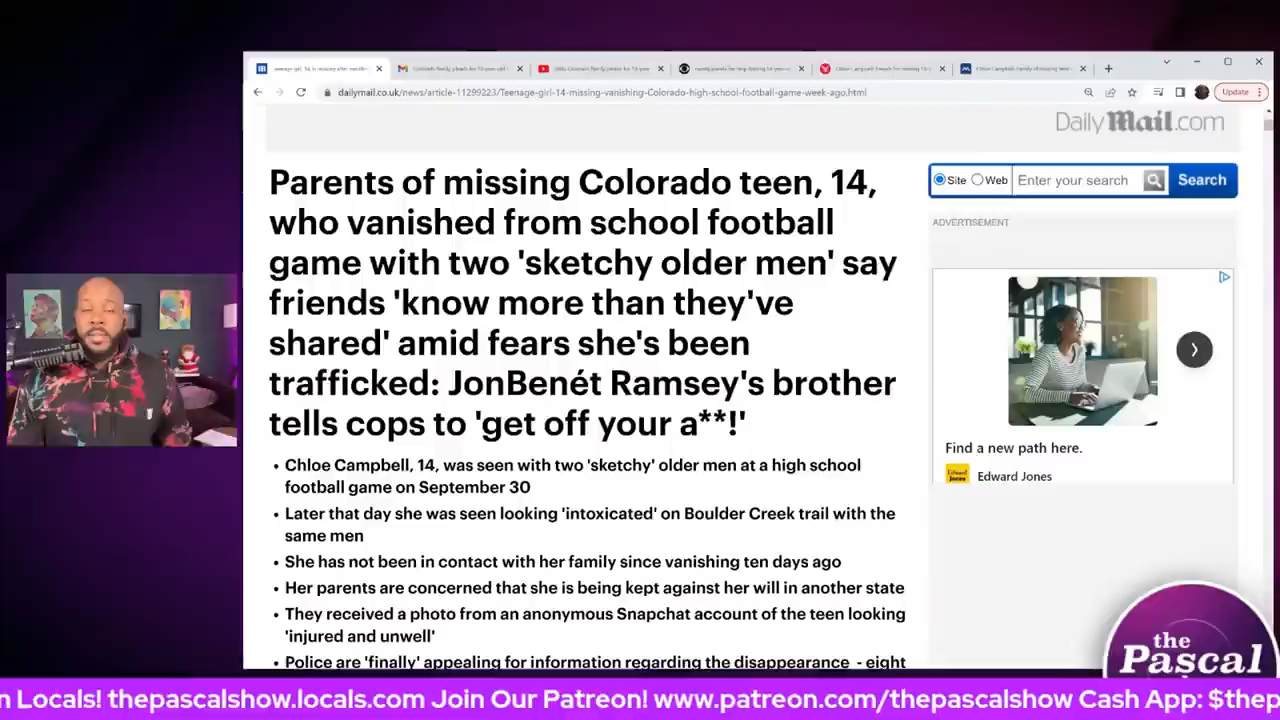 dailymail.co.uk/news/article-11299223/Teenage-girl-14-missing-vanishing-Colorado-high-school-football-game-week-ago.html
Update
DailyMail.com
Parents of missing Colorado teen, 14,
who vanished from school football
game with two 'sketchy older men' say
friends 'know more than they've
shared' amid fears she's been
trafficked: JonBenét Ramsey's brother
tells cops to 'get off your a**!'
• Chloe Campbell, 14, was seen with two 'sketchy' older men at a high school
football game on September 30
• Later that day she was seen looking 'intoxicated' on Boulder Creek trail with the
same men
• She has not been in contact with her family since vanishing ten days ago
• Her parents are concerned that she is being kept against her will in another state
• They received a photo from an anonymous Snapchat account of the teen looking
'injured and unwell'
• Police are 'finally' appealing for information regarding the disappearance - eight
Site Web Enter your search Search
ADVERTISEMENT
Find a new path here.
Edward Jones
Edward Jones
the
Pascal
n Locals! thepascalshow.locals.com Join Our Patreon! www.patreon.com/thepascalshow Cash App: $thep